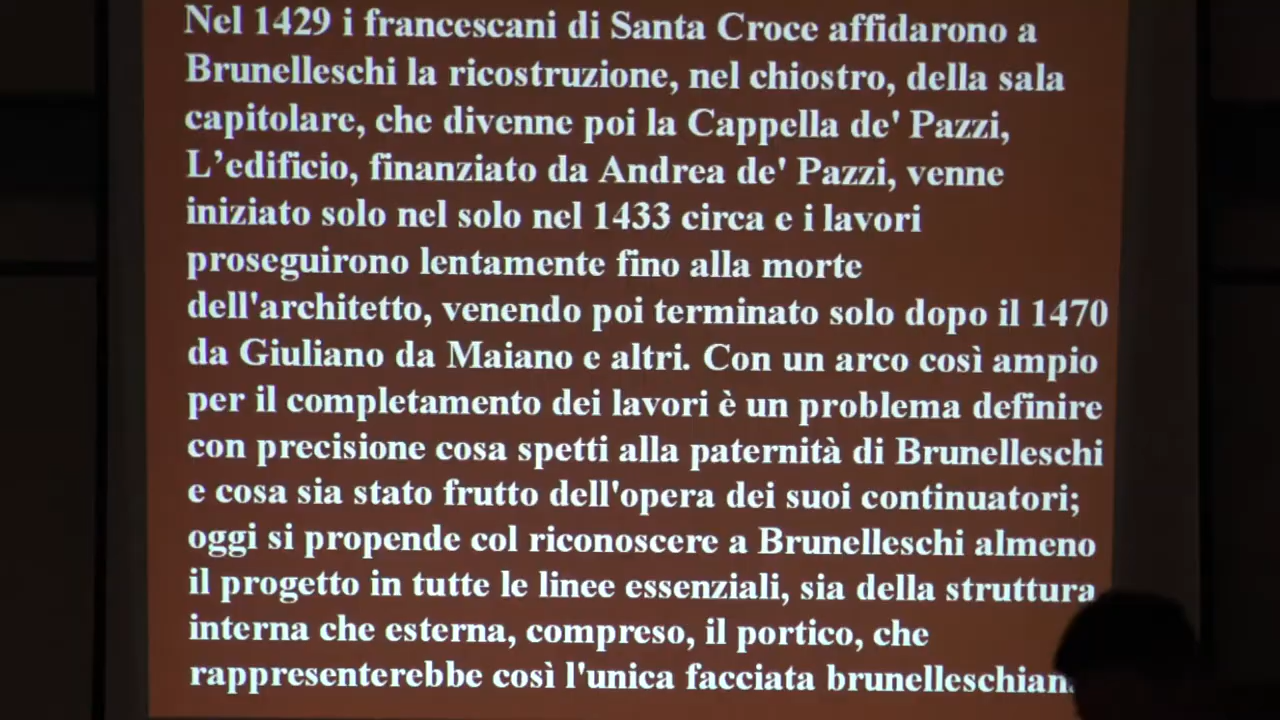 Nel 1429 i francescani di Santa Croce affidarono a
Brunelleschi la ricostruzione, nel chiostro, della sala
capitolare, che divenne poi la Cappella de' Pazzi,
L’edificio, finanziato da Andrea de' Pazzi, venne
iniziato solo nel solo nel 1433 circa e i lavori
proseguirono lentamente fino alla morte
dell'architetto, venendo poi terminato solo dopo il 1470
da Giuliano da Maiano e altri. Con un arco così ampio
per il completamento dei lavori è un problema definire
con precisione cosa spetti alla paternità di Brunelleschi
e cosa sia stato frutto dell'opera dei suoi continuatori;
oggi si propende col riconoscere a Brunelleschi almeno
il progetto in tutte le linee essenziali, sia della struttura
interna che esterna, compreso, il portico, che
rappresenterebbe così l'unica facciata